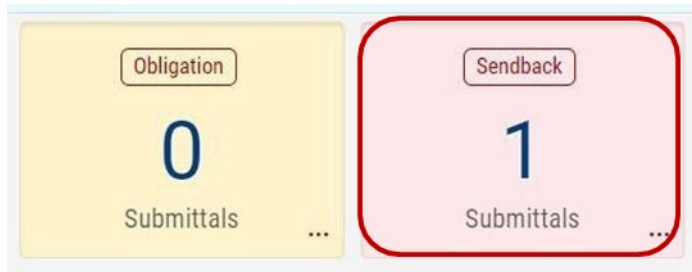 Obligation
0
Submittals
...
Sendback
1
Submittals
...